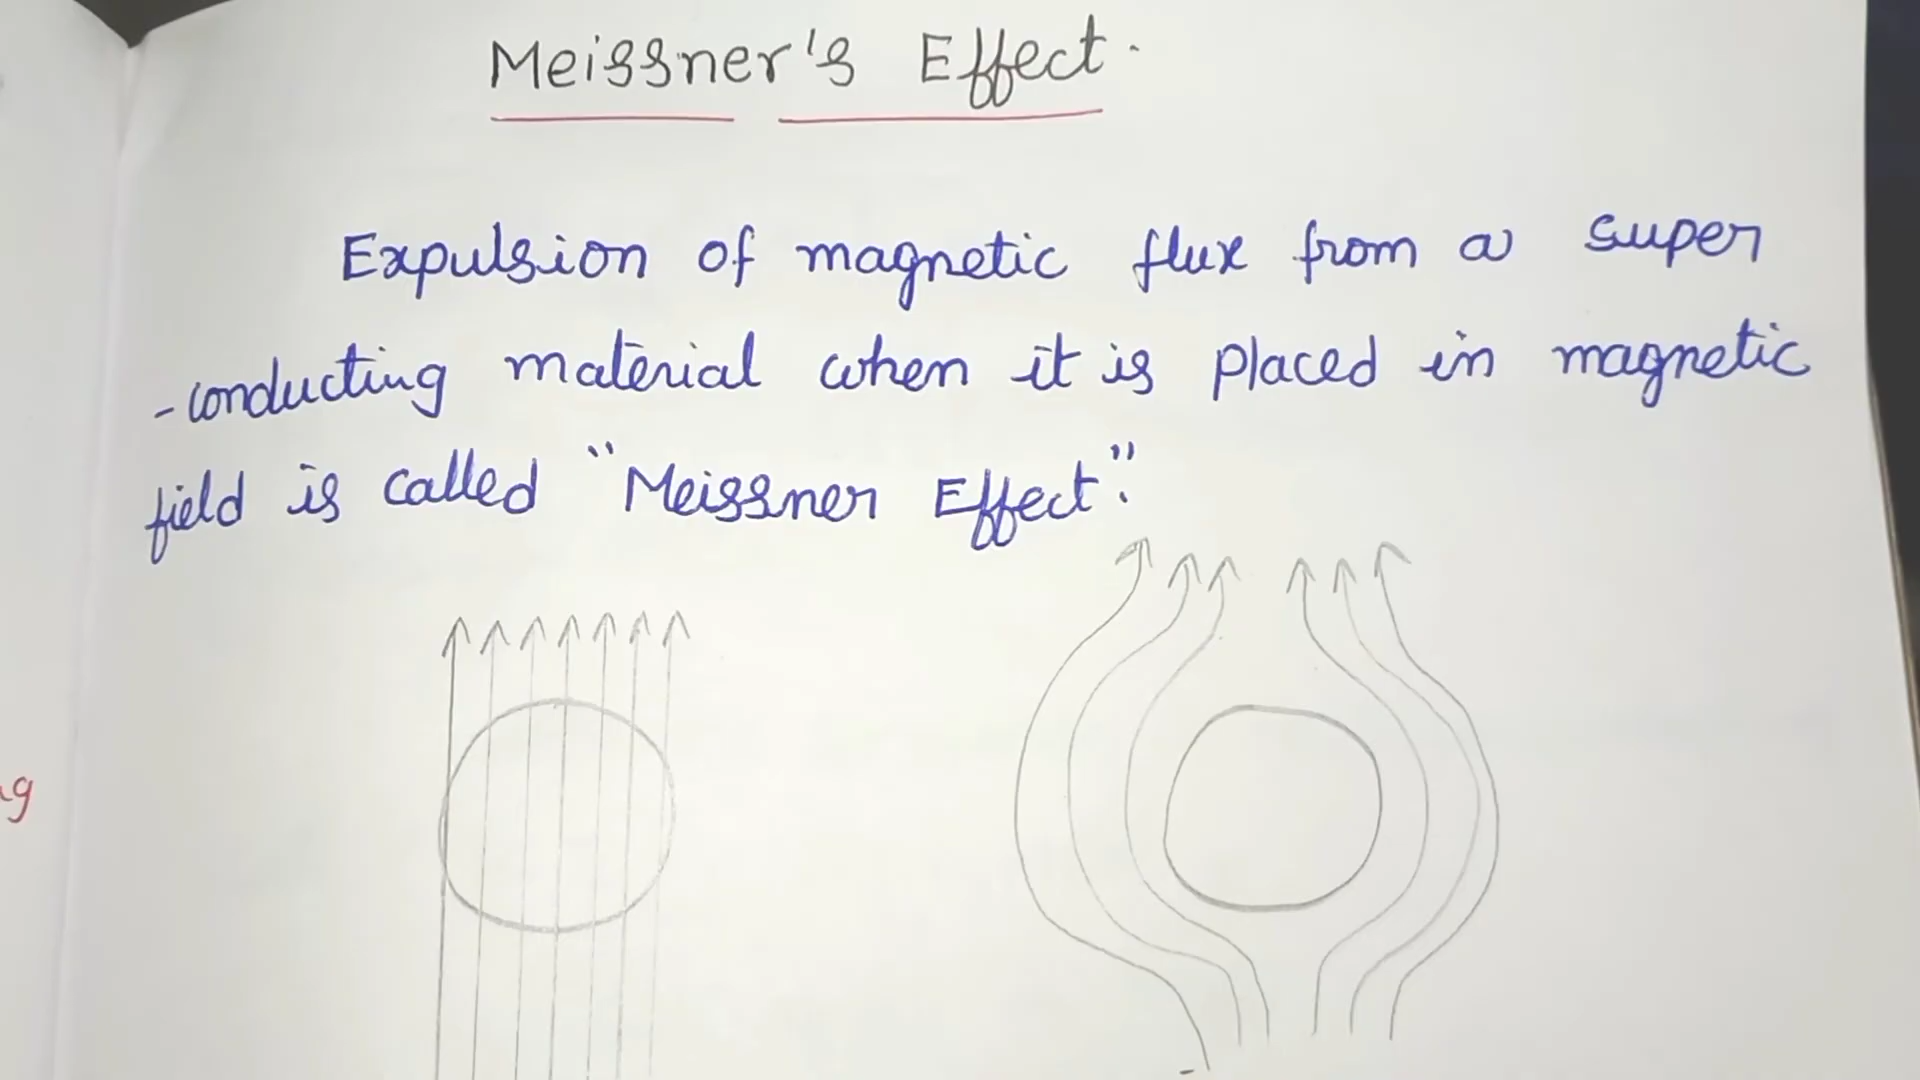 Meissner's Effect.
Expulsion of magnetic flux from a super
-conducting material when it is placed in magnetic
field is called "Meissner Effect".